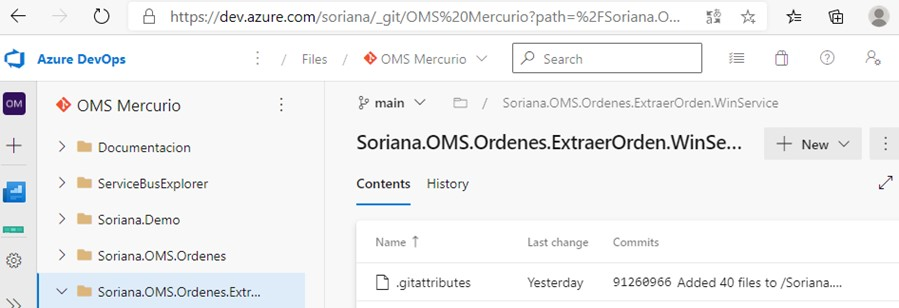 https://dev.azure.com/soriana/_git/OMS%20Mercurio?path=%2FSoriana.O...
Azure DevOps
/ Files / OMS Mercurio
Search
OM
OMS Mercurio
Documentacion
ServiceBusExplorer
Soriana.Demo
Soriana.OMS.Ordenes
Soriana.OMS.Ordenes.Extr...
main / Soriana.OMS.Ordenes.ExtraerOrden.WinService
Soriana.OMS.Ordenes.ExtraerOrden.WinSe...
New
Contents History
Name Last change Commits
.gitattributes Yesterday 91269966 Added 40 files to /Soriana....